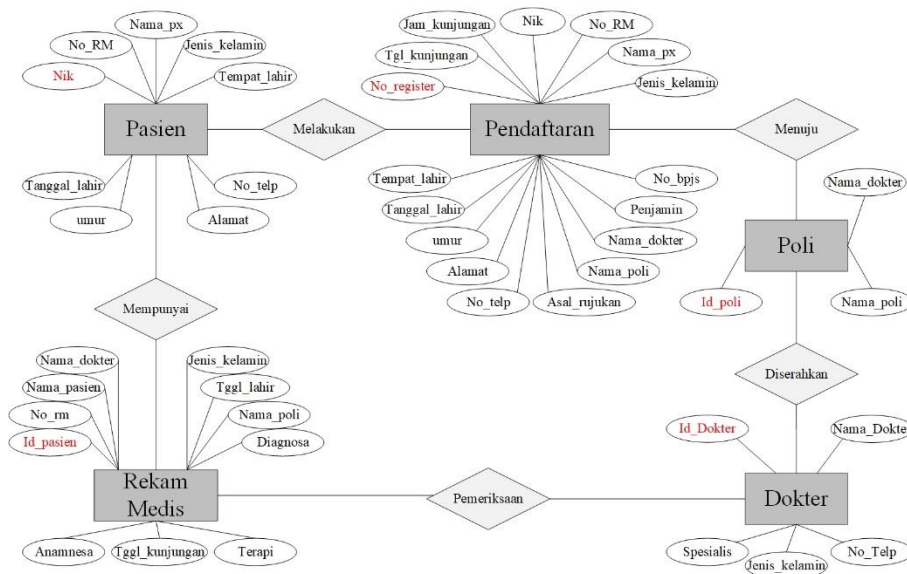 Nama_px
No_RM
Jenis_kelamin
Nik
Tempat_lahir
Pasien
Tanggal_lahir
No_telp
umur
Alamat
Melakukan
Jam_kunjungan
Nik
No_RM
Tgl_kunjungan
Nama_px
No_register
Jenis_kelamin
Pendaftaran
Tempat_lahir
No_bpjs
Tanggal_lahir
Penjamin
umur
Nama_dokter
Alamat
Nama_poli
No_telp
Asal_rujukan
Menuju
Nama_dokter
Poli
Id_poli
Nama_poli
Mempunyai
Diserahkan
Nama_dokter
Jenis_kelamin
Nama_pasien
Tggl_lahir
No_rm
Nama_poli
Id_pasien
Diagnosa
Rekam
Medis
Anamnesa
Tggl_kunjungan
Terapi
Pemeriksaan
Id_Dokter
Nama_Dokter
Dokter
Spesialis
No_Telp
Jenis_kelamin